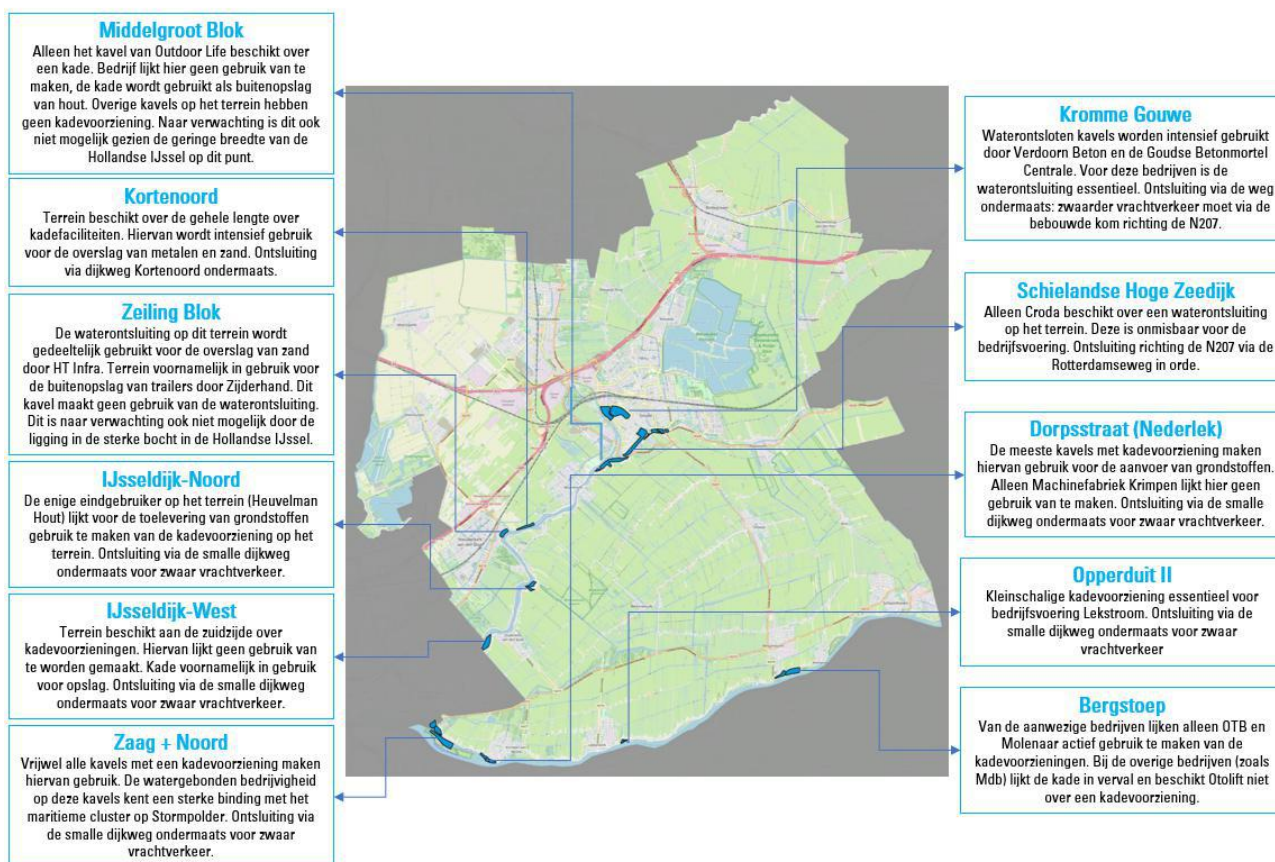 Middelgroot Blok
Alleen het kavel van Outdoor Life beschikt over
een kade. Bedrijf lijkt hier geen gebruik van te
maken, de kade wordt gebruikt als buitenopslag
van hout. Overige kavels op het terrein hebben
geen kadevoorziening. Naar verwachting is dit ook
niet mogelijk gezien de geringe breedte van de
Hollandse IJssel op dit punt.
Kortenoord
Terrein beschikt over de gehele lengte over
kadefaciliteiten. Hiervan wordt intensief gebruik
voor de overslag van metalen en zand. Ontsluiting
via dijkweg Kortenoord ondermaats.
Zeiling Blok
De waterontsluiting op dit terrein wordt
gedeeltelijk gebruikt voor de overslag van zand
door HT Infra. Terrein voornamelijk in gebruik voor
de buitenopslag van trailers door Zijderhand. Dit
kavel maakt geen gebruik van de waterontsluiting.
Dit is naar verwachting ook niet mogelijk door de
ligging in de sterke bocht in de Hollandse IJssel.
IJsseldijk-Noord
De enige eindgebruiker op het terrein (Heuvelman
Hout) lijkt voor de toelevering van grondstoffen
gebruik te maken van de kadevoorziening op het
terrein. Ontsluiting via de smalle dijkweg
ondermaats voor zwaar vrachtverkeer.
IJsseldijk-West
Terrein beschikt aan de zuidzijde over
kadevoorzieningen. Hiervan lijkt geen gebruik van
te worden gemaakt. Kade voornamelijk in gebruik
voor opslag. Ontsluiting via de smalle dijkweg
ondermaats voor zwaar vrachtverkeer.
Zaag + Noord
Vrijwel alle kavels met een kadevoorziening maken
hiervan gebruik. De watergebonden bedrijvigheid
op deze kavels kent een sterke binding met het
maritieme cluster op Stormpolder. Ontsluiting via
de smalle dijkweg ondermaats voor zwaar
vrachtverkeer.
Kromme Gouwe
Waterontsloten kavels worden intensief gebruikt
door Verdoorn Beton en de Goudse Betonmortel
Centrale. Voor deze bedrijven is de
waterontsluiting essentieel. Ontsluiting via de weg
ondermaats: zwaarder vrachtverkeer moet via de
bebouwde kom richting de N207.
Schielandse Hoge Zeedijk
Alleen Croda beschikt over een waterontsluiting
op het terrein. Deze is onmisbaar voor de
bedrijfsvoering. Ontsluiting richting de N207 via de
Rotterdamseweg in orde.
Dorpsstraat (Nederlek)
De meeste kavels met kadevoorziening maken
hiervan gebruik voor de aanvoer van grondstoffen.
Alleen Machinefabriek Krimpen lijkt hier geen
gebruik van te maken. Ontsluiting via de smalle
dijkweg ondermaats voor zwaar vrachtverkeer.
Opperduit II
Kleinschalige kadevoorziening essentieel voor
bedrijfsvoering Lekstroom. Ontsluiting via de
smalle dijkweg ondermaats voor zwaar
vrachtverkeer
Bergstoep
Van de aanwezige bedrijven lijken alleen OTB en
Molenaar actief gebruik te maken van de
kadevoorzieningen. Bij de overige bedrijven (zoals
Mdb) lijkt de kade in verval en beschikt Otolift niet
over een kadevoorziening.